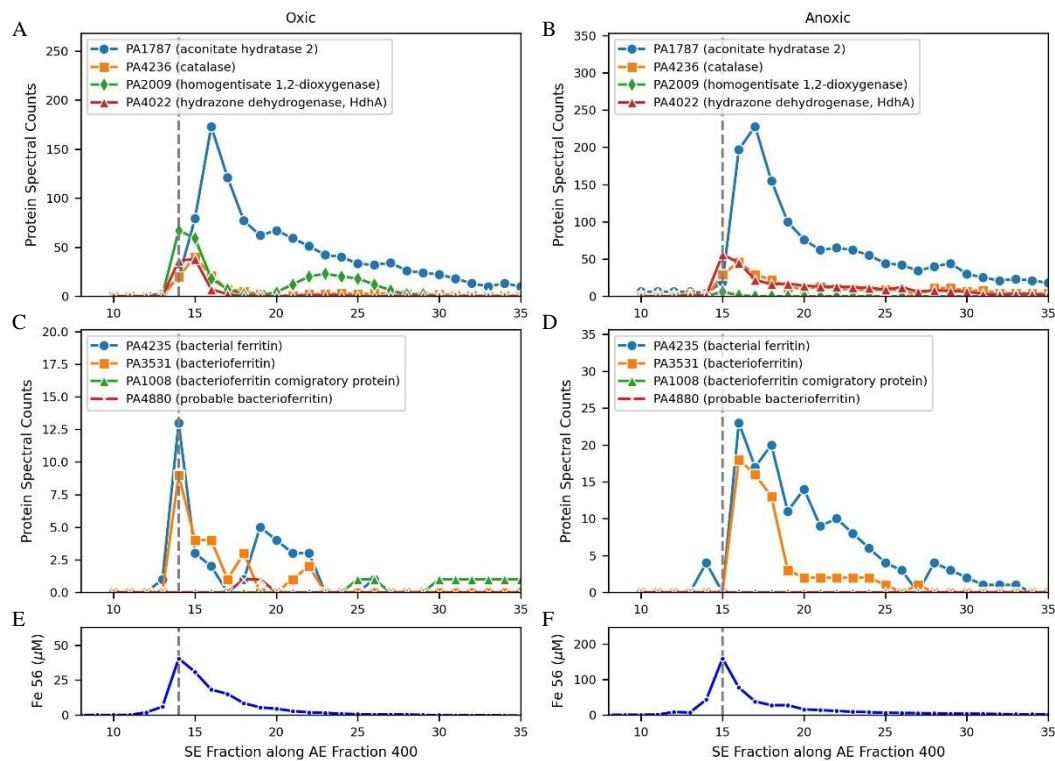 Oxic
Anoxic
A
B
PA1787 (aconitate hydratase 2)
PA4236 (catalase)
PA2009 (homogentisate 1,2-dioxygenase)
PA4022 (hydrazone dehydrogenase, HdhA)
Protein Spectral Counts
250
200
150
100
50
0
10 15 20 25 30 35
PA1787 (aconitate hydratase 2)
PA4236 (catalase)
PA2009 (homogentisate 1,2-dioxygenase)
PA4022 (hydrazone dehydrogenase, HdhA)
Protein Spectral Counts
350
300
250
200
150
100
50
0
10 15 20 25 30 35
C
D
PA4235 (bacterial ferritin)
PA3531 (bacterioferritin)
PA1008 (bacterioferritin comigratory protein)
PA4880 (probable bacterioferritin)
Protein Spectral Counts
20.0
17.5
15.0
12.5
10.0
7.5
5.0
2.5
0.0
10 15 20 25 30 35
PA4235 (bacterial ferritin)
PA3531 (bacterioferritin)
PA1008 (bacterioferritin comigratory protein)
PA4880 (probable bacterioferritin)
Protein Spectral Counts
35
30
25
20
15
10
5
0
10 15 20 25 30 35
E
F
Fe 56 (μM)
50
25
0
10 15 20 25 30 35
SE Fraction along AE Fraction 400
Fe 56 (μM)
200
100
0
10 15 20 25 30 35
SE Fraction along AE Fraction 400